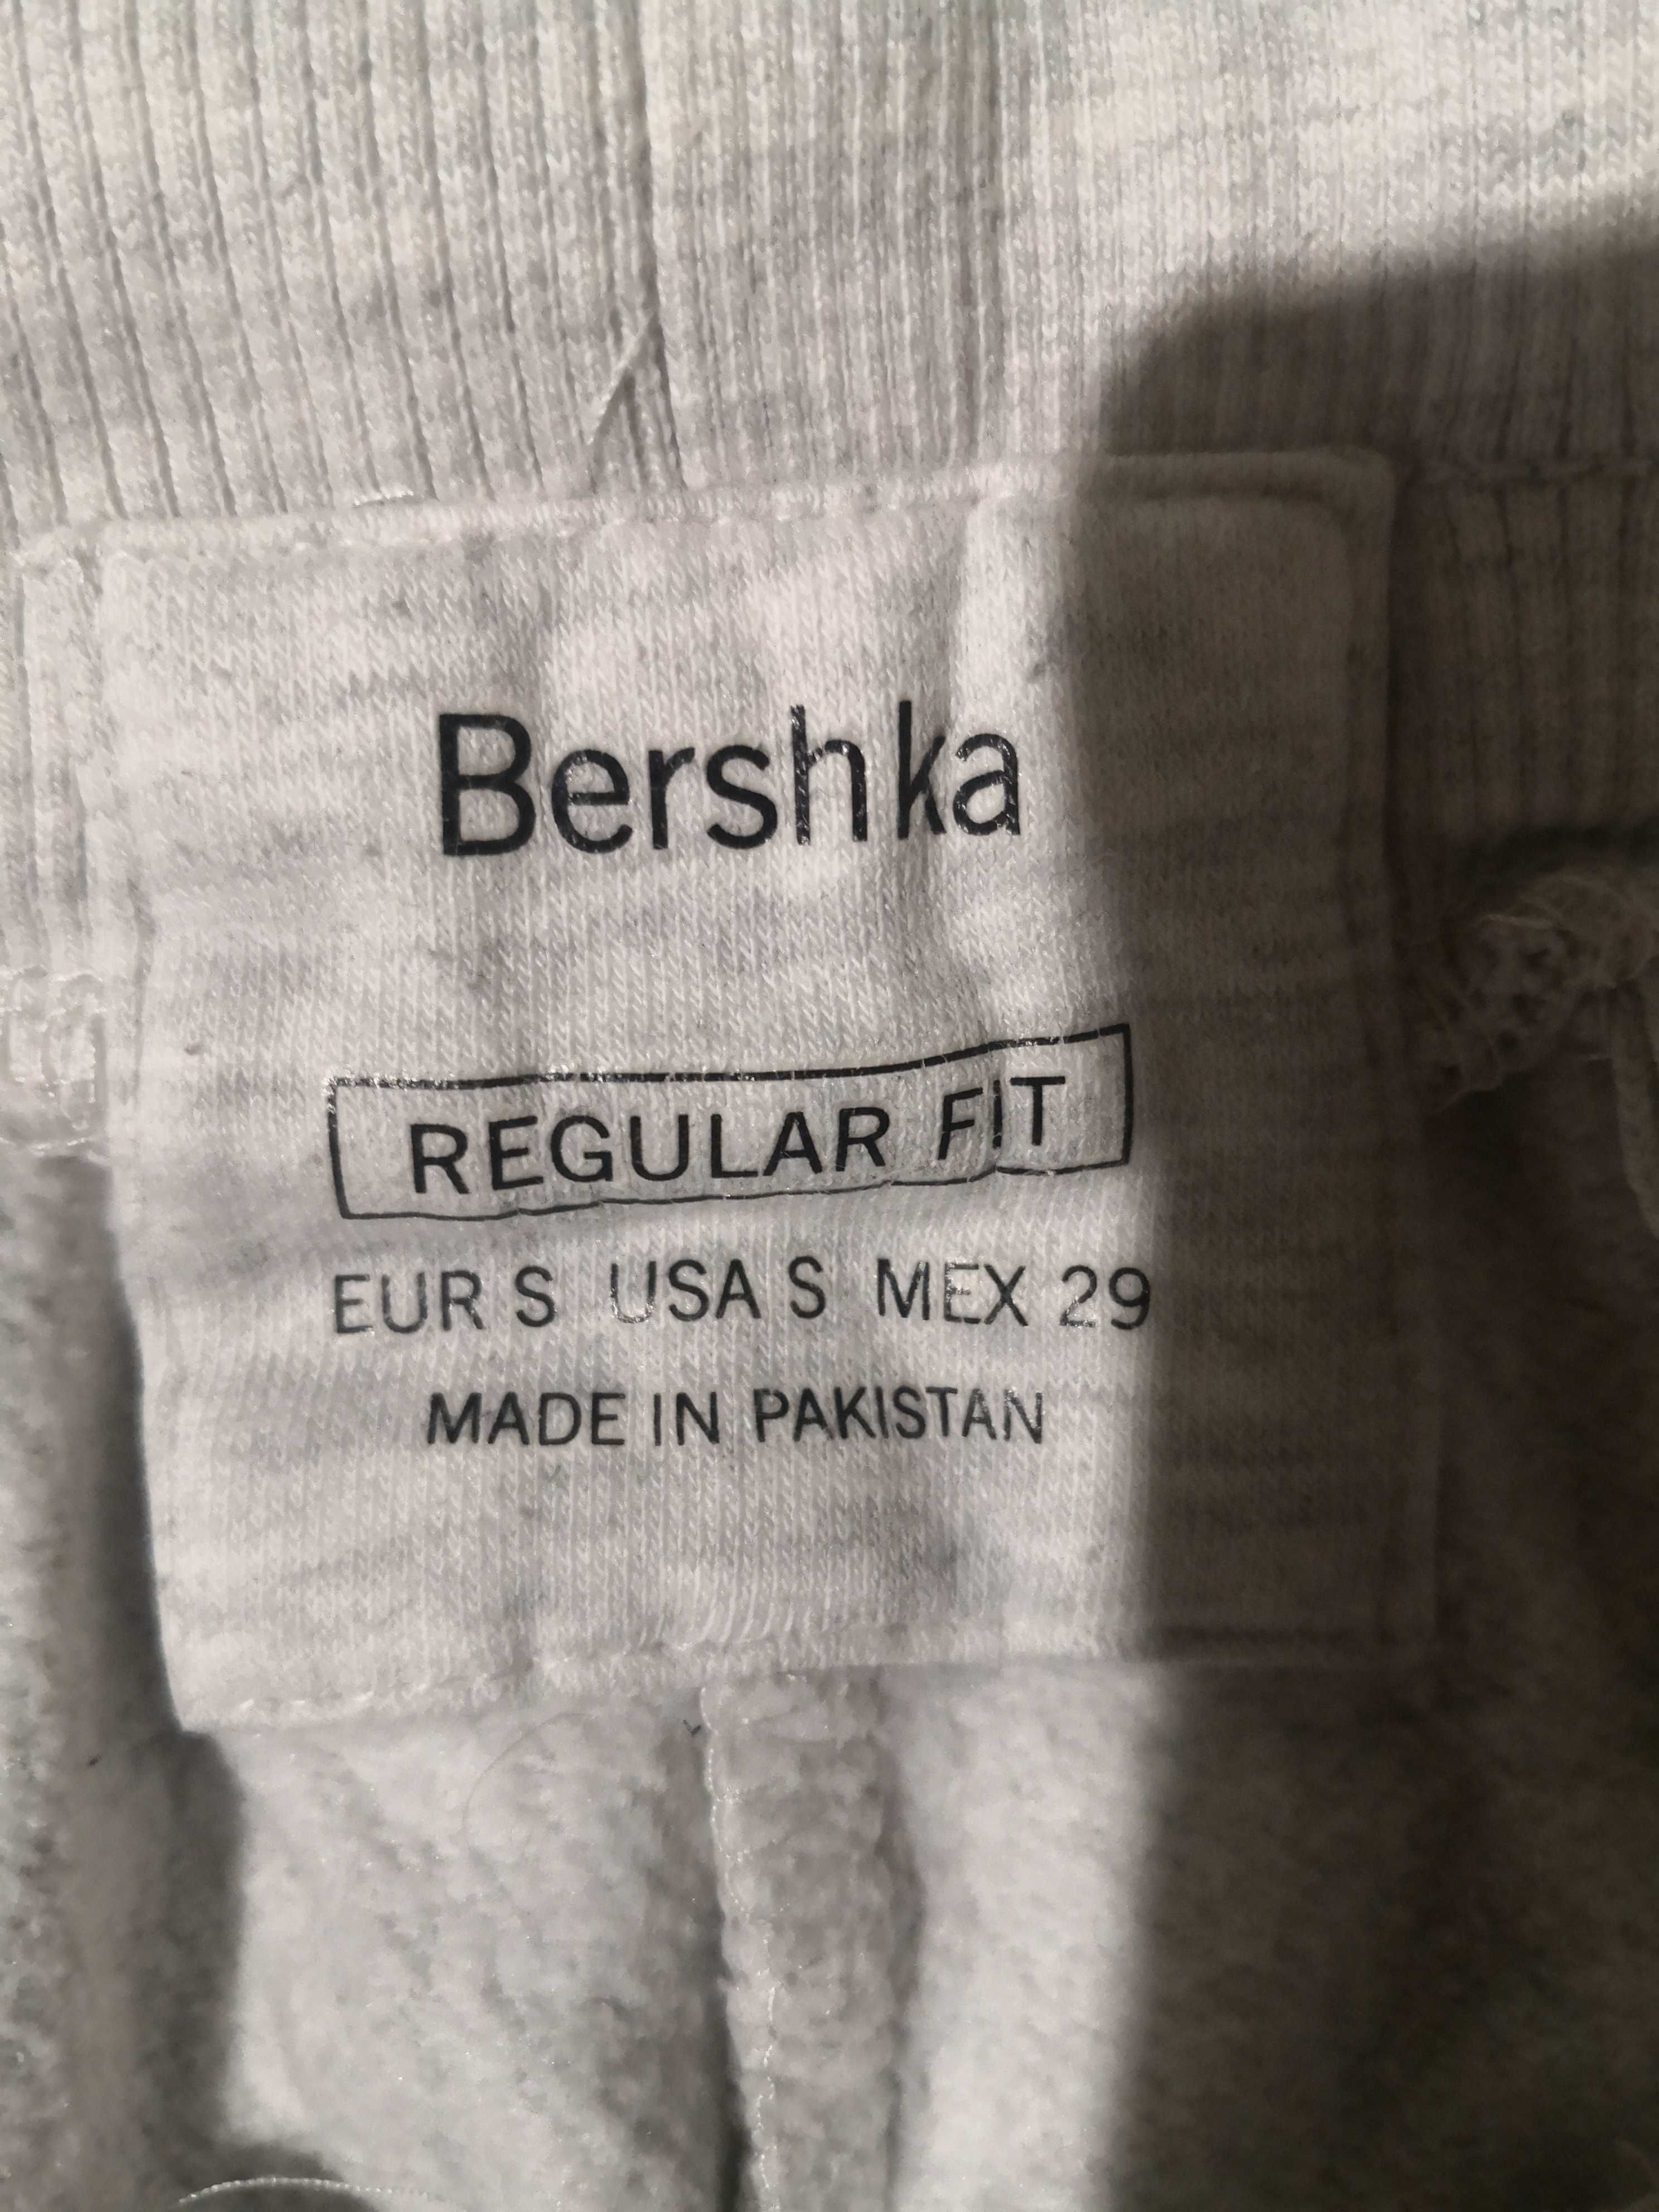 Bershka
REGULAR FIT
EUR S USA S MEX 29
MADE IN PAKISTAN